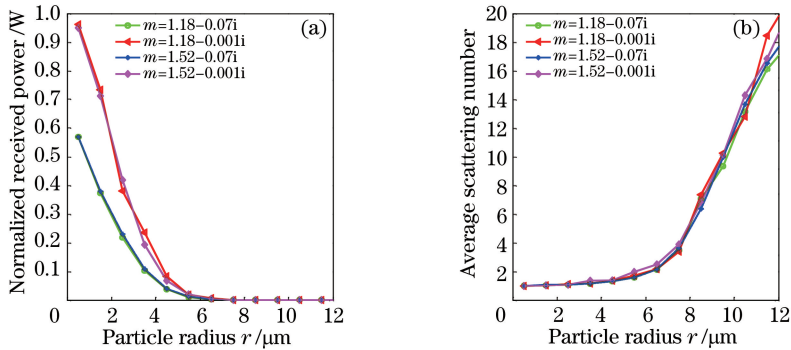 (a)
m=1.18−0.07i
m=1.18−0.001i
m=1.52−0.07i
m=1.52−0.001i
Normalized received power /W
1.0
0.9
0.8
0.7
0.6
0.5
0.4
0.3
0.2
0.1
0 2 4 6 8 10 12
Particle radius r /μm
(b)
m=1.18−0.07i
m=1.18−0.001i
m=1.52−0.07i
m=1.52−0.001i
Average scattering number
20
18
16
14
12
10
8
6
4
2
0 2 4 6 8 10 12
Particle radius r /μm